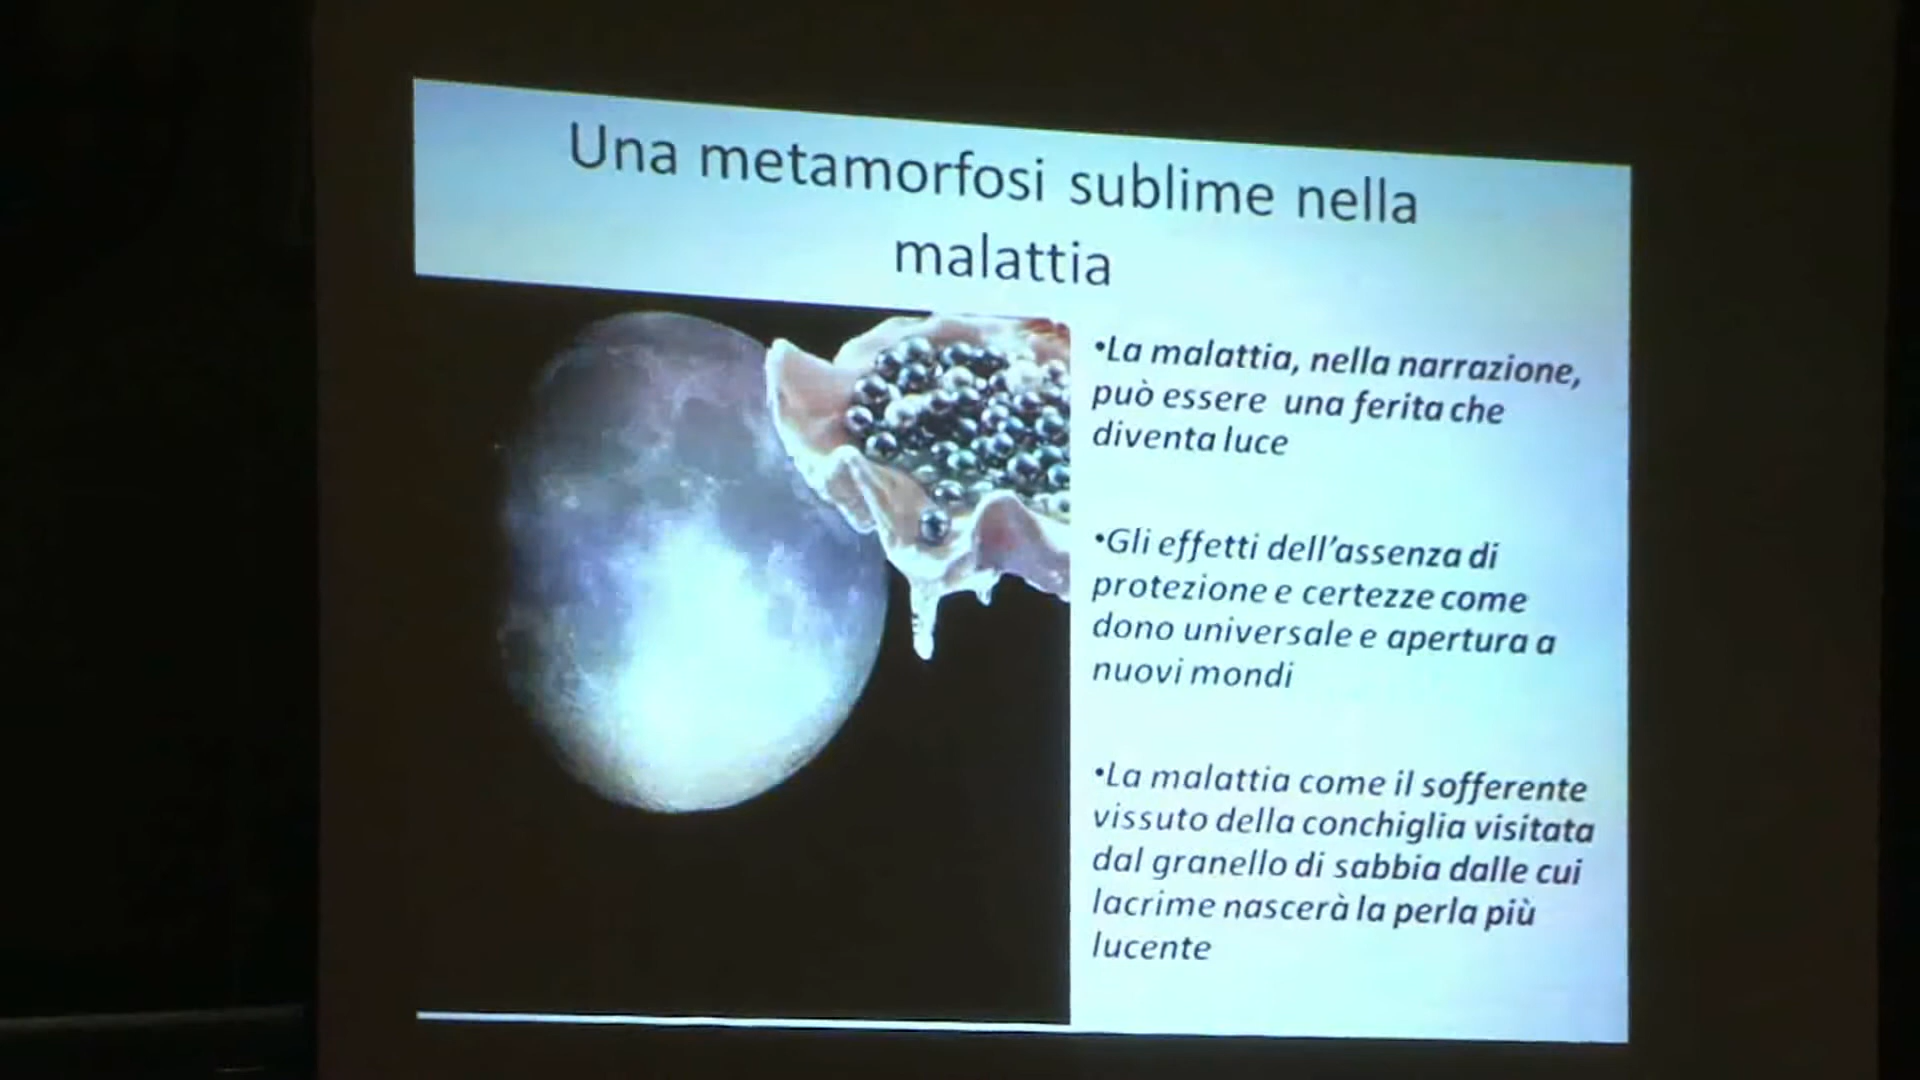 Una metamorfosi sublime nella
malattia
•La malattia, nella narrazione,
può essere una ferita che
diventa luce
•Gli effetti dell’assenza di
protezione e certezze come
dono universale e apertura a
nuovi mondi
•La malattia come il sofferente
vissuto della conchiglia visitata
dal granello di sabbia dalle cui
lacrime nascerà la perla più
lucente